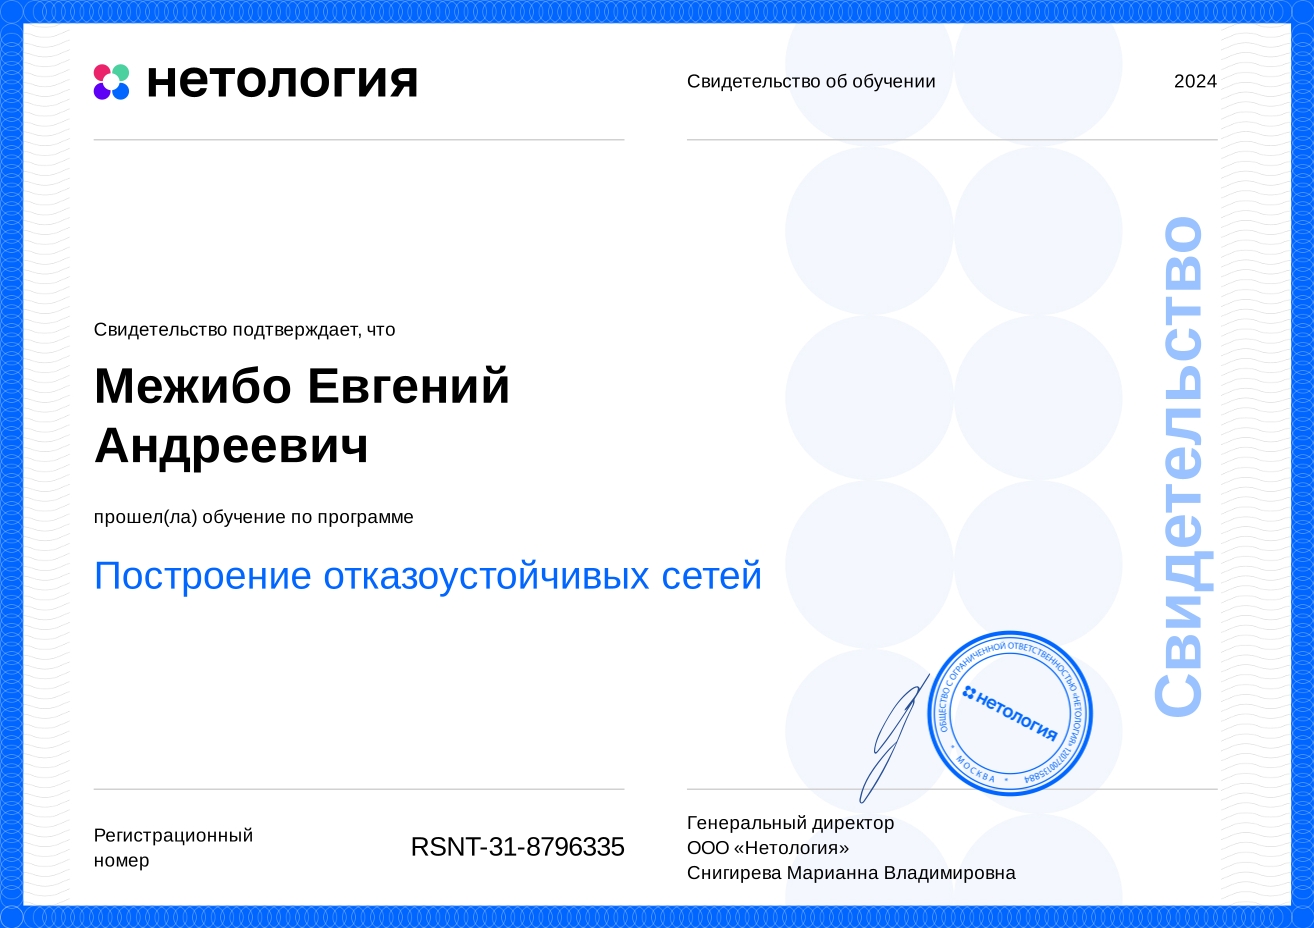 нетология
Свидетельство об обучении
2024
Свидетельство подтверждает, что
Межибо Евгений
Андреевич
прошел(ла) обучение по программе
Построение отказоустойчивых сетей
Свидетельство
ОБЩЕСТВО С ОГРАНИЧЕННОЙ ОТВЕТСТВЕННОСТЬЮ «НЕТОЛОГИЯ» 1207700135884
* МОСКВА *
нетология
Регистрационный
номер
RSNT-31-8796335
Генеральный директор
ООО «Нетология»
Снигирева Марианна Владимировна